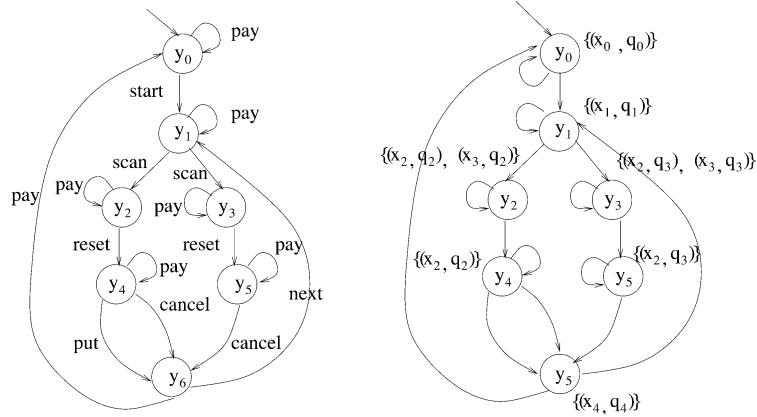 y0 pay
start
y1 pay
scan scan
pay y2 pay y3
pay
reset reset pay
y4 pay y5
cancel next
put cancel
y6
y0 {(x0, q0)}
y1 {(x1, q1)}
{(x2, q2), (x3, q2)} {(x2, q3), (x3, q3)}
y2 y3
{(x2, q2)} {(x2, q3)}
y4 y5
y5
{(x4, q4)}